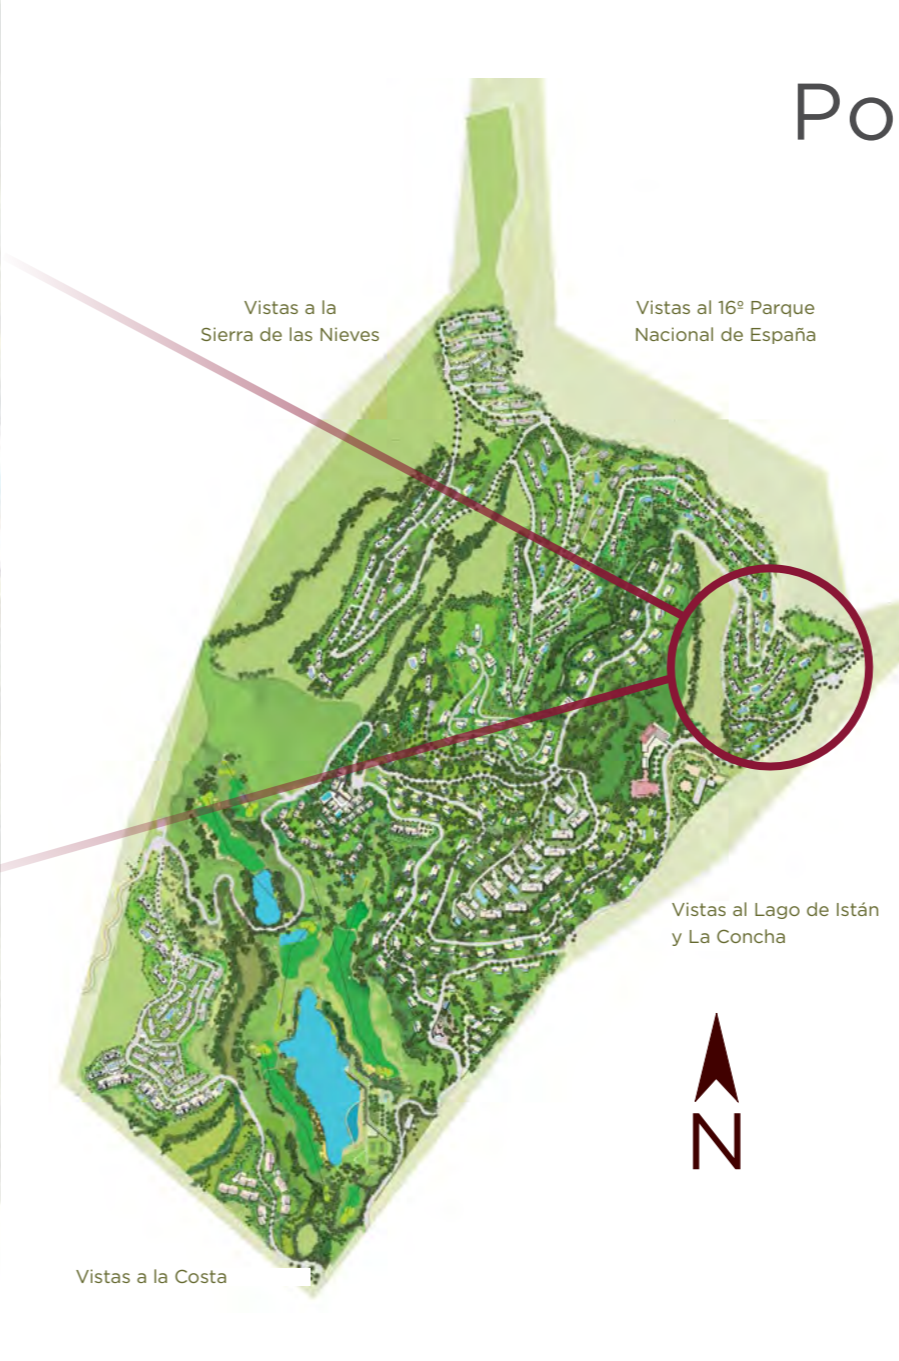 Po
Vistas a la
Sierra de las Nieves
Vistas al 16º Parque
Nacional de España
Vistas al Lago de Istán
y La Concha
N
Vistas a la Costa